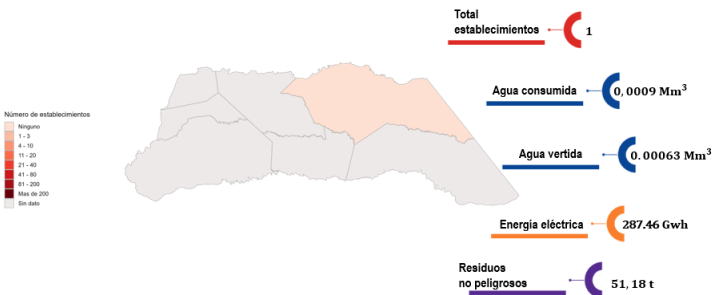 Total
establecimientos
1
Agua consumida
0, 0009 Mm³
Número de establecimientos
Ninguno
1 - 3
4 - 10
11 - 20
21 - 40
41 - 80
81 - 200
Mas de 200
Sin dato
Agua vertida
0. 00063 Mm³
Energía eléctrica
287.46 Gwh
Residuos
no peligrosos
51, 18 t